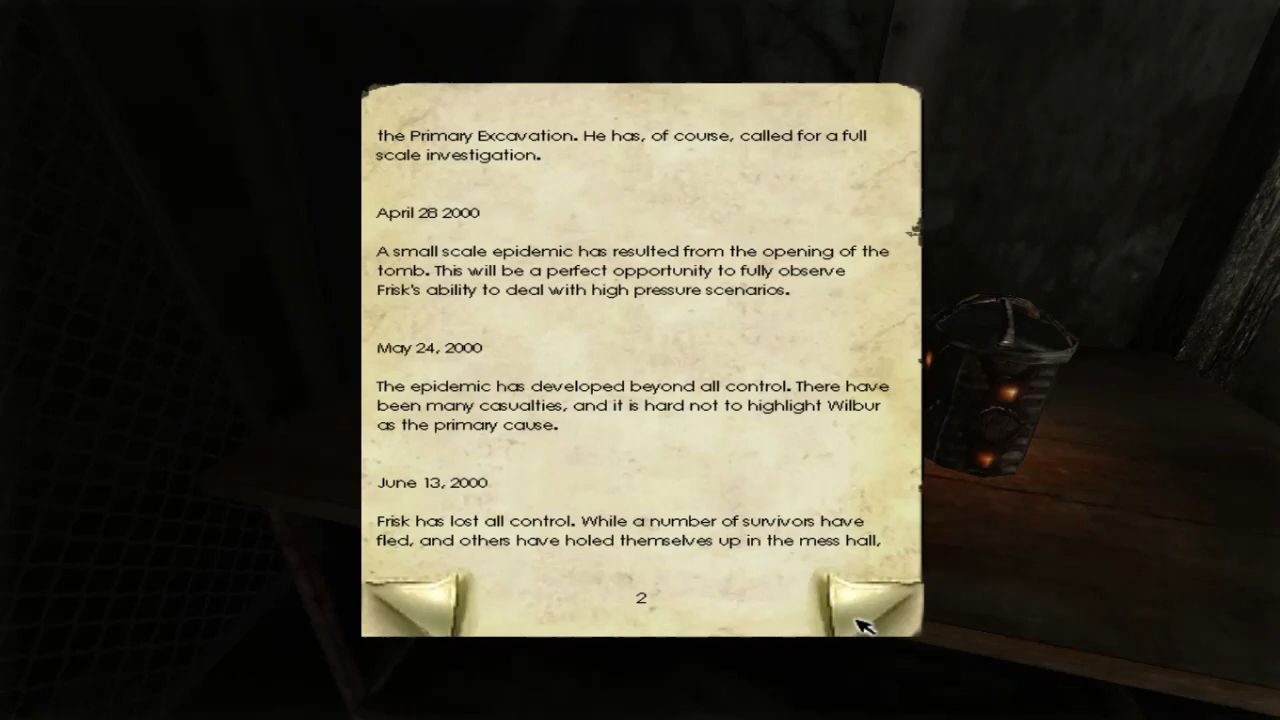 the Primary Excavation. He has, of course, called for a full
scale investigation.
April 28 2000
A small scale epidemic has resulted from the opening of the
tomb. This will be a perfect opportunity to fully observe
Frisk's ability to deal with high pressure scenarios.
May 24, 2000
The epidemic has developed beyond all control. There have
been many casualties, and it is hard not to highlight Wilbur
as the primary cause.
June 13, 2000
Frisk has lost all control. While a number of survivors have
fled, and others have holed themselves up in the mess hall,
2